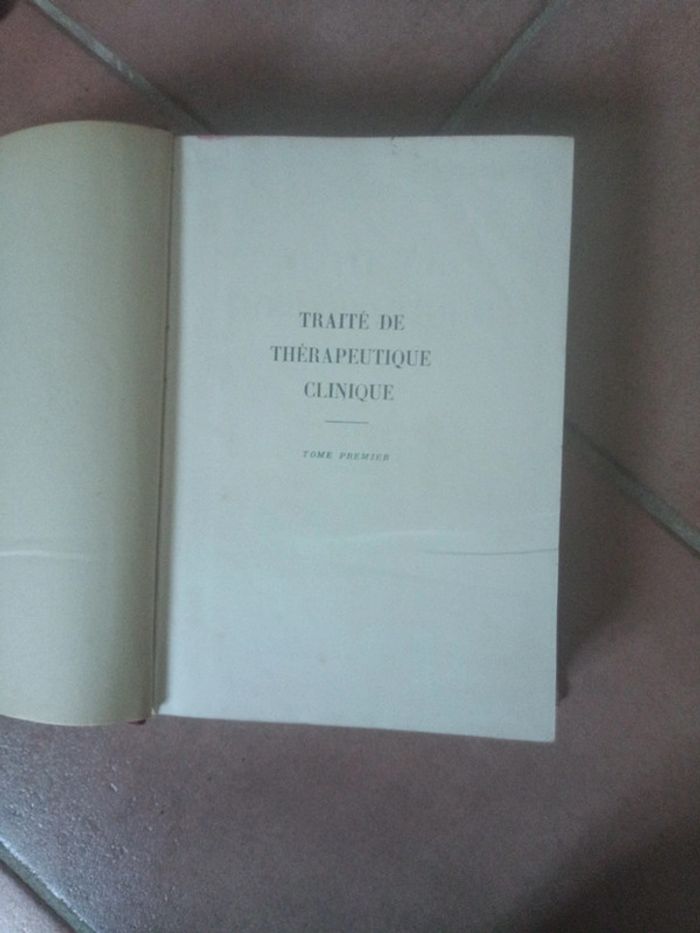 TRAITÉ DE
THÉRAPEUTIQUE
CLINIQUE
TOME PREMIER